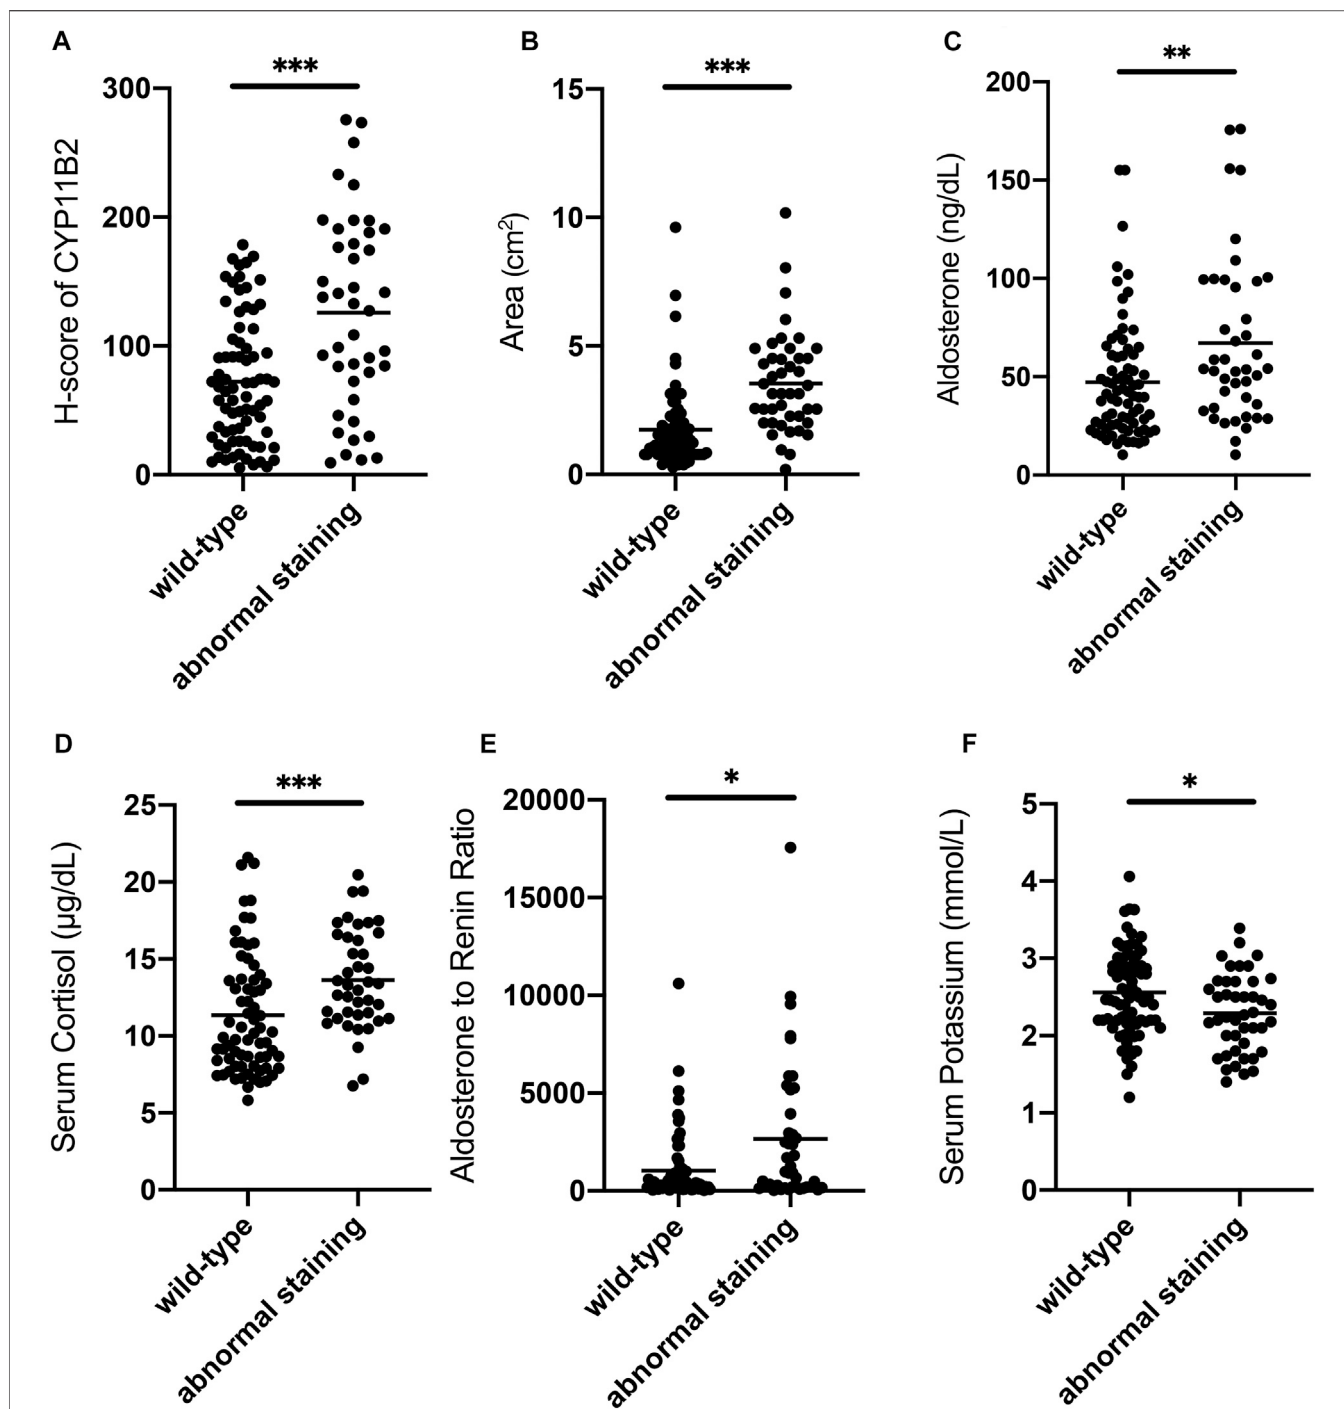 A
H-score of CYP11B2
***
300
200
100
0
wild-type
abnormal staining
B
Area (cm²)
***
15
10
5
0
wild-type
abnormal staining
C
Aldosterone (ng/dL)
**
200
150
100
50
0
wild-type
abnormal staining
D
Serum Cortisol (µg/dL)
***
25
20
15
10
5
0
wild-type
abnormal staining
E
Aldosterone to Renin Ratio
*
20000
15000
10000
5000
0
wild-type
abnormal staining
F
Serum Potassium (mmol/L)
*
5
4
3
2
1
0
wild-type
abnormal staining